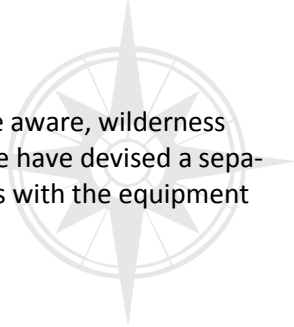 e aware, wilderness
e have devised a sepa-
s with the equipment